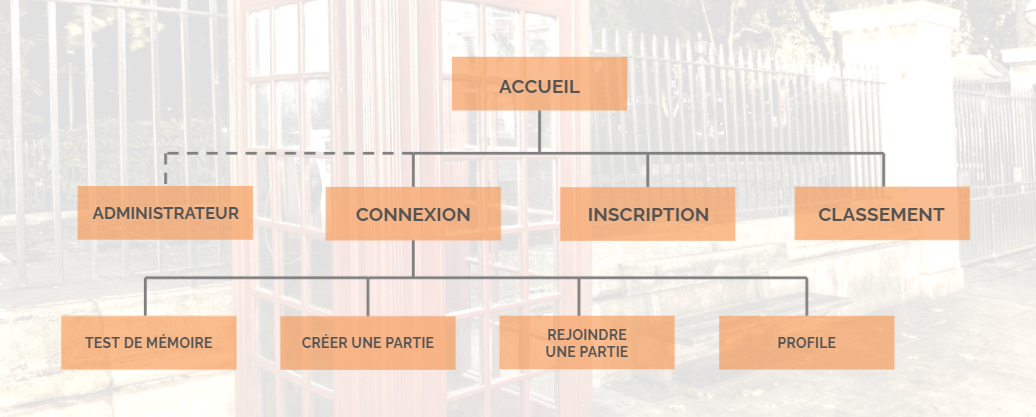 ACCUEIL
ADMINISTRATEUR
CONNEXION
INSCRIPTION
CLASSEMENT
TEST DE MÉMOIRE
CRÉER UNE PARTIE
REJOINDRE
UNE PARTIE
PROFILE